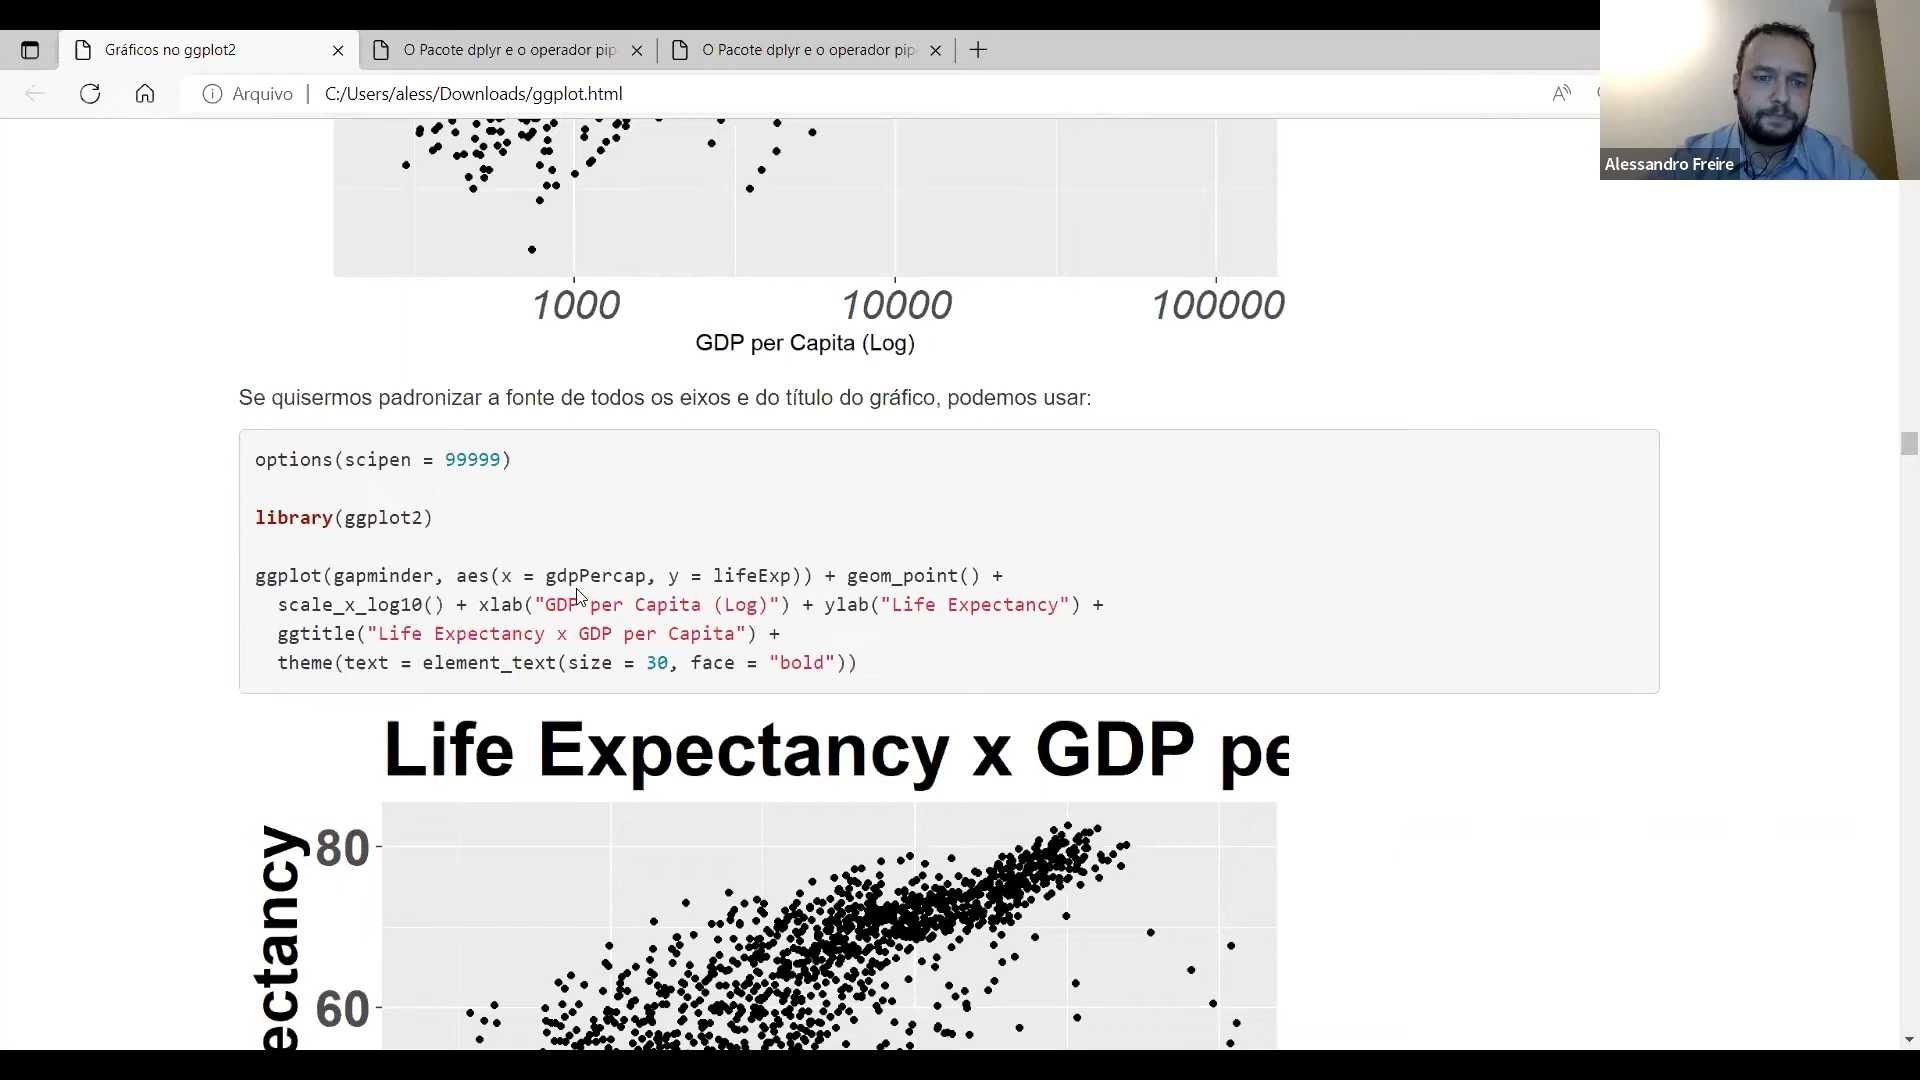 Gráficos no ggplot2
O Pacote dplyr e o operador pip
O Pacote dplyr e o operador pip
Arquivo
C:/Users/aless/Downloads/ggplot.html
Alessandro Freire
1000 10000 100000
GDP per Capita (Log)
Se quisermos padronizar a fonte de todos os eixos e do título do gráfico, podemos usar:
options(scipen = 99999)
library(ggplot2)
ggplot(gapminder, aes(x = gdpPercap, y = lifeExp)) + geom_point() +
scale_x_log10() + xlab("GDP per Capita (Log)") + ylab("Life Expectancy") +
ggtitle("Life Expectancy x GDP per Capita") +
theme(text = element_text(size = 30, face = "bold"))
Life Expectancy x GDP pe
ectancy
80
60